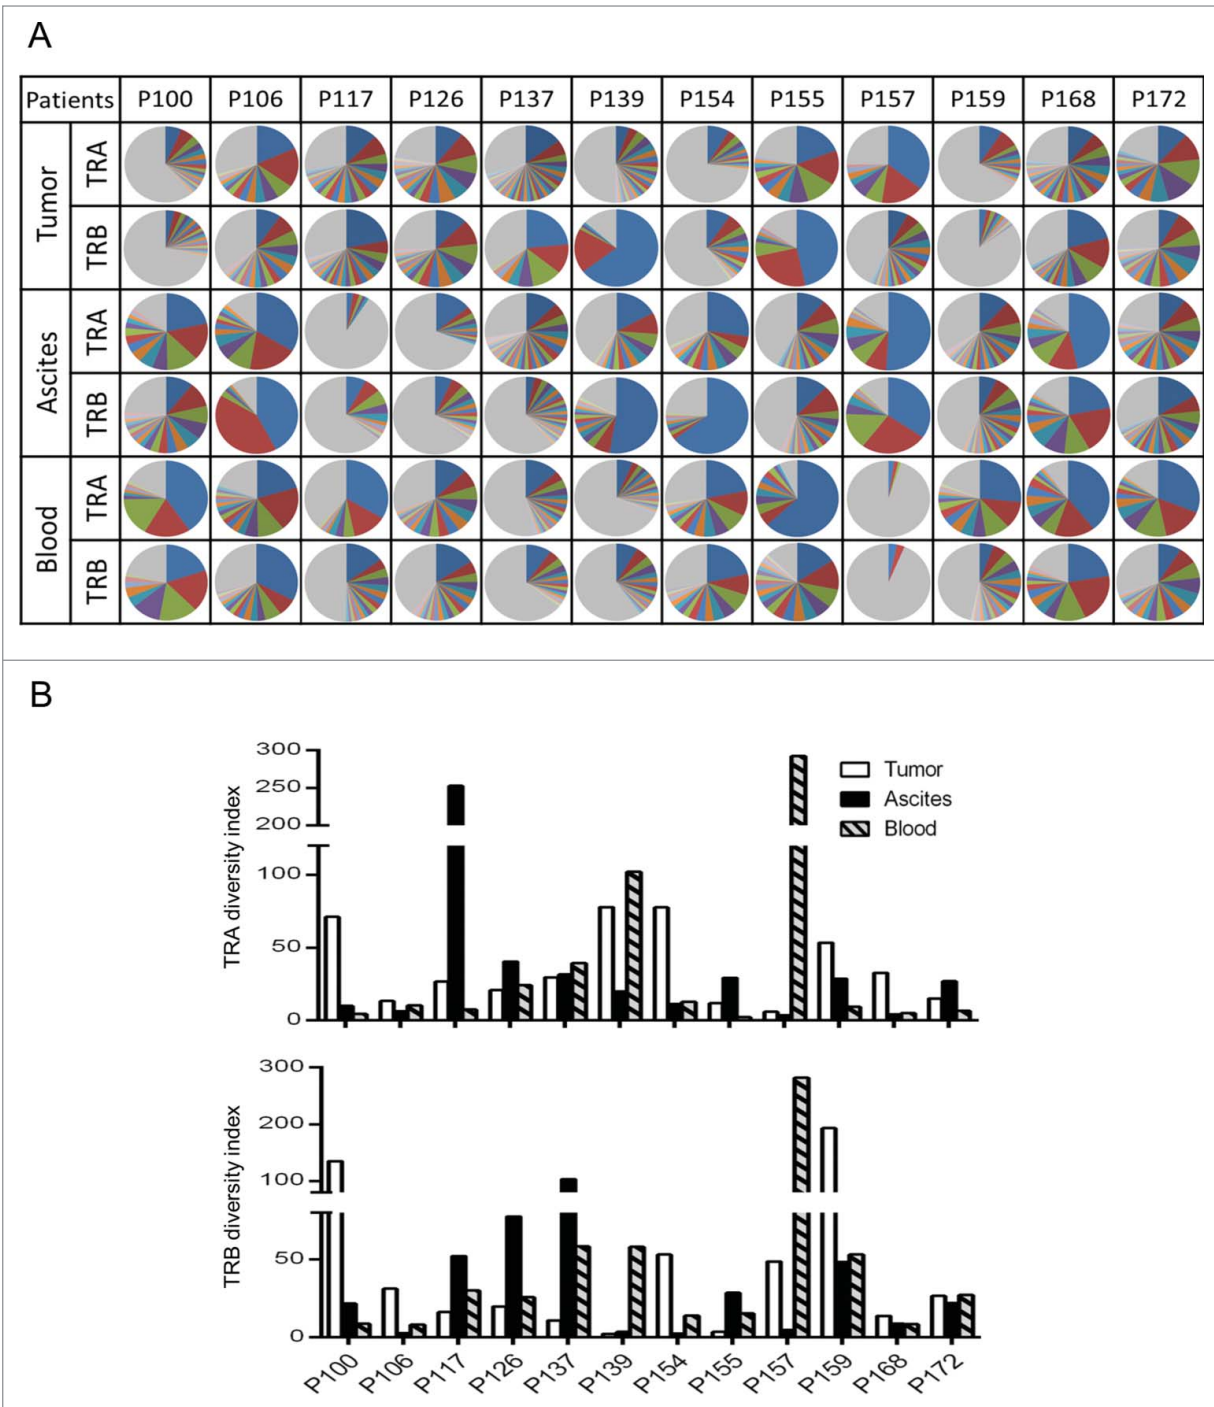 A
Patients P100 P106 P117 P126 P137 P139 P154 P155 P157 P159 P168 P172
Tumor
TRA
TRB
Ascites
TRA
TRB
Blood
TRA
TRB
B
TRA diversity index
300
250
200
100
50
0
Tumor
Ascites
Blood
TRB diversity index
300
200
100
50
0
P100 P106 P117 P126 P137 P139 P154 P155 P157 P159 P168 P172